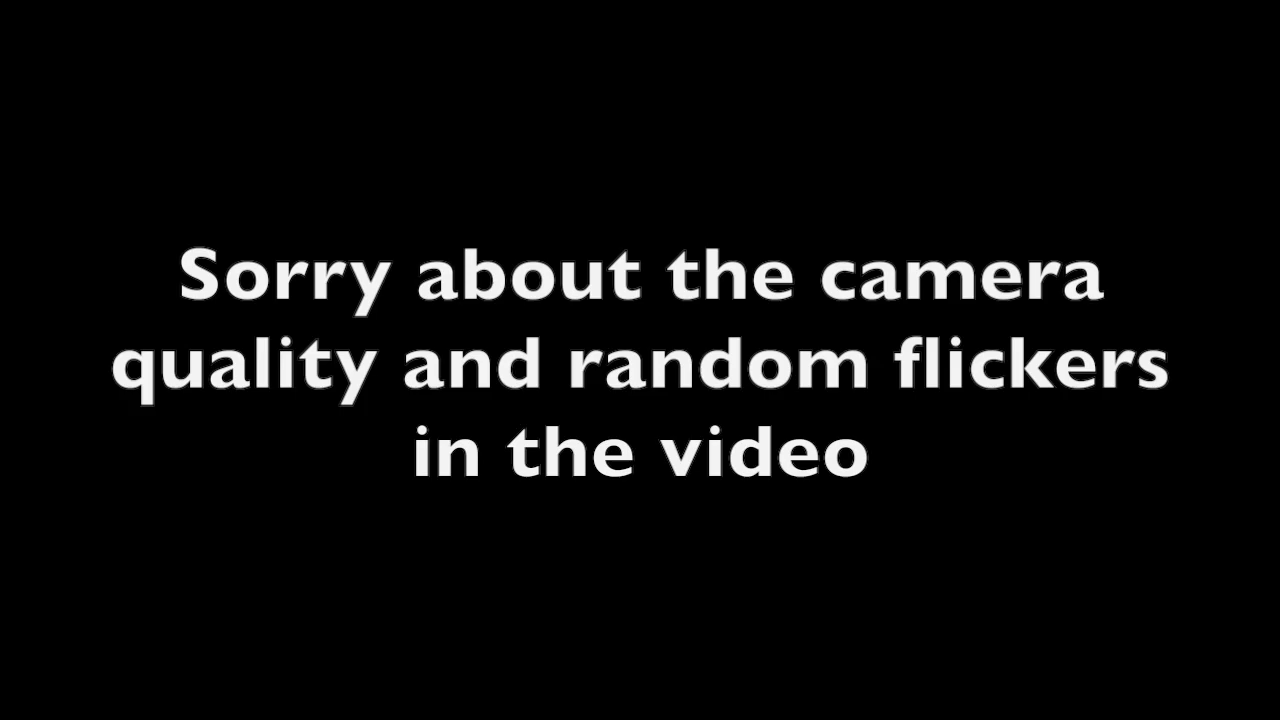 Sorry about the camera
quality and random flickers
in the video